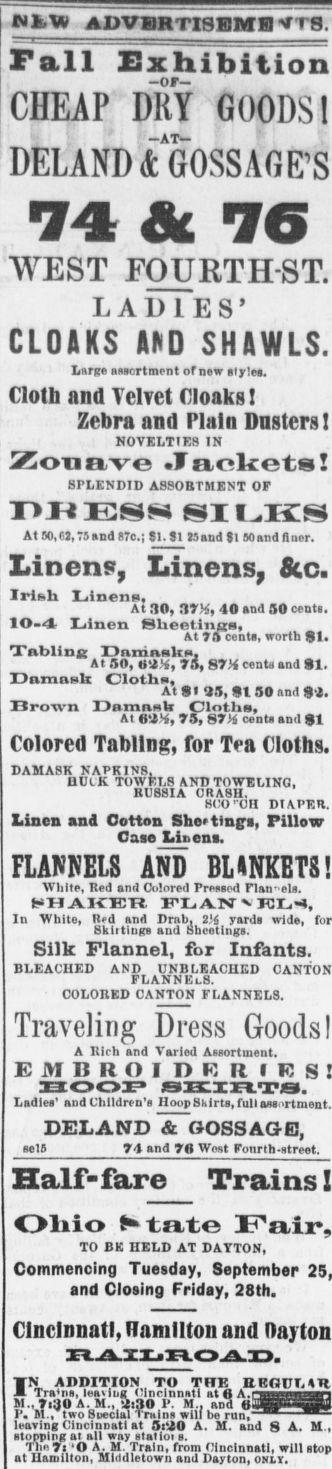 NEW ADVERTISEMENTS.
Fall Exhibition
—OF—
CHEAP DRY GOODS!
—AT—
DELAND & GOSSAGE'S
74 & 76
WEST FOURTH-ST.
LADIES'
CLOAKS AND SHAWLS.
Large assortment of new styles.
Cloth and Velvet Cloaks!
Zebra and Plain Dusters!
NOVELTIES IN
Zouave Jackets!
SPLENDID ASSORTMENT OF
DRESS SILKS
At 50, 62, 75 and 87c.; $1. $1 25 and $1 50 and finer.
Linens, Linens, &c.
Irish Linens,
At 30, 37½, 40 and 50 cents.
10-4 Linen Sheetings,
At 75 cents, worth $1.
Tabling Damasks,
At 50, 62½, 75, 87½ cents and $1.
Damask Cloths,
At $1 25, $1 50 and $2.
Brown Damask Cloths,
At 62½, 75, 87½ cents and $1
Colored Tabling, for Tea Cloths.
DAMASK NAPKINS,
HUCK TOWELS AND TOWELING,
RUSSIA CRASH,
SCOTCH DIAPER.
Linen and Cotton Sheetings, Pillow
Case Linens.
FLANNELS AND BLANKETS!
White, Red and Colored Pressed Flannels.
SHAKER FLANNELS,
In White, Red and Drab, 2½ yards wide, for
Skirtings and Sheetings.
Silk Flannel, for Infants.
BLEACHED AND UNBLEACHED CANTON
FLANNELS.
COLORED CANTON FLANNELS.
Traveling Dress Goods!
A Rich and Varied Assortment.
EMBROIDERIES!
HOOP SKIRTS.
Ladies' and Children's Hoop Skirts, full assortment.
DELAND & GOSSAGE,
se15 74 and 76 West Fourth-street.
Half-fare Trains!
Ohio State Fair,
TO BE HELD AT DAYTON,
Commencing Tuesday, September 25,
and Closing Friday, 28th.
Cincinnati, Hamilton and Dayton
RAILROAD.
IN ADDITION TO THE REGULAR
Trains, leaving Cincinnati at 6 A.
M., 7:30 A. M., 2:30 P. M., and 6
P. M., two Special Trains will be run,
leaving Cincinnati at 5:20 A. M. and 8 A. M.,
stopping at all way stations.
The 7:30 A. M. Train, from Cincinnati, will stop
at Hamilton, Middletown and Dayton, ONLY.